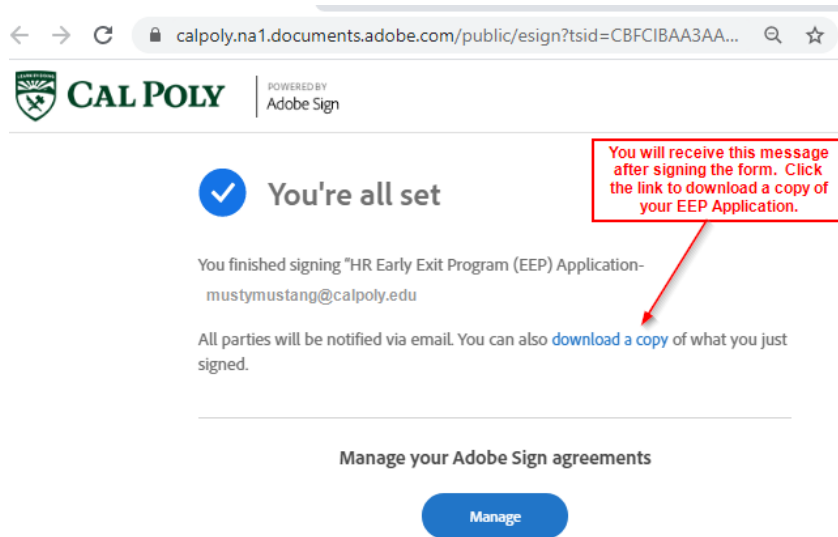 calpoly.na1.documents.adobe.com/public/esign?tsid=CBFCIBAA3AA...
CAL POLY
POWERED BY
Adobe Sign
You will receive this message
after signing the form. Click
the link to download a copy of
your EEP Application.
You're all set
You finished signing "HR Early Exit Program (EEP) Application-
mustymustang@calpoly.edu
All parties will be notified via email. You can also download a copy of what you just
signed.
Manage your Adobe Sign agreements
Manage